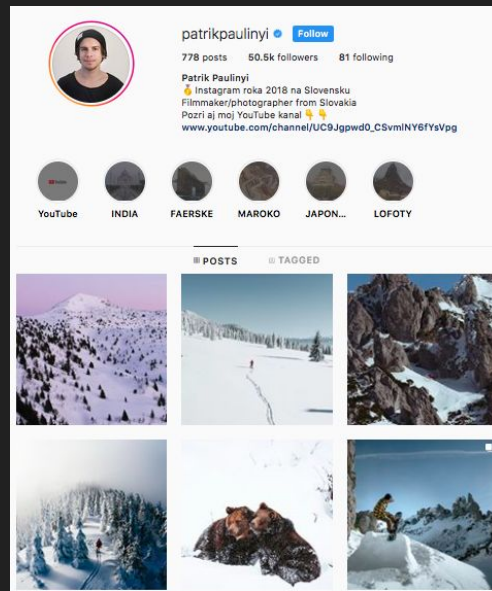 patrikpaulinyi Follow
778 posts 50.5k followers 81 following
Patrik Paulinyi
🥇 Instagram roka 2018 na Slovensku
Filmmaker/photographer from Slovakia
Pozri aj moj YouTube kanal 👇 👇
www.youtube.com/channel/UC9Jgpwd0_CSvmlNY6fYsVpg
YouTube INDIA FAERSKE MAROKO JAPON... LOFOTY
POSTS TAGGED